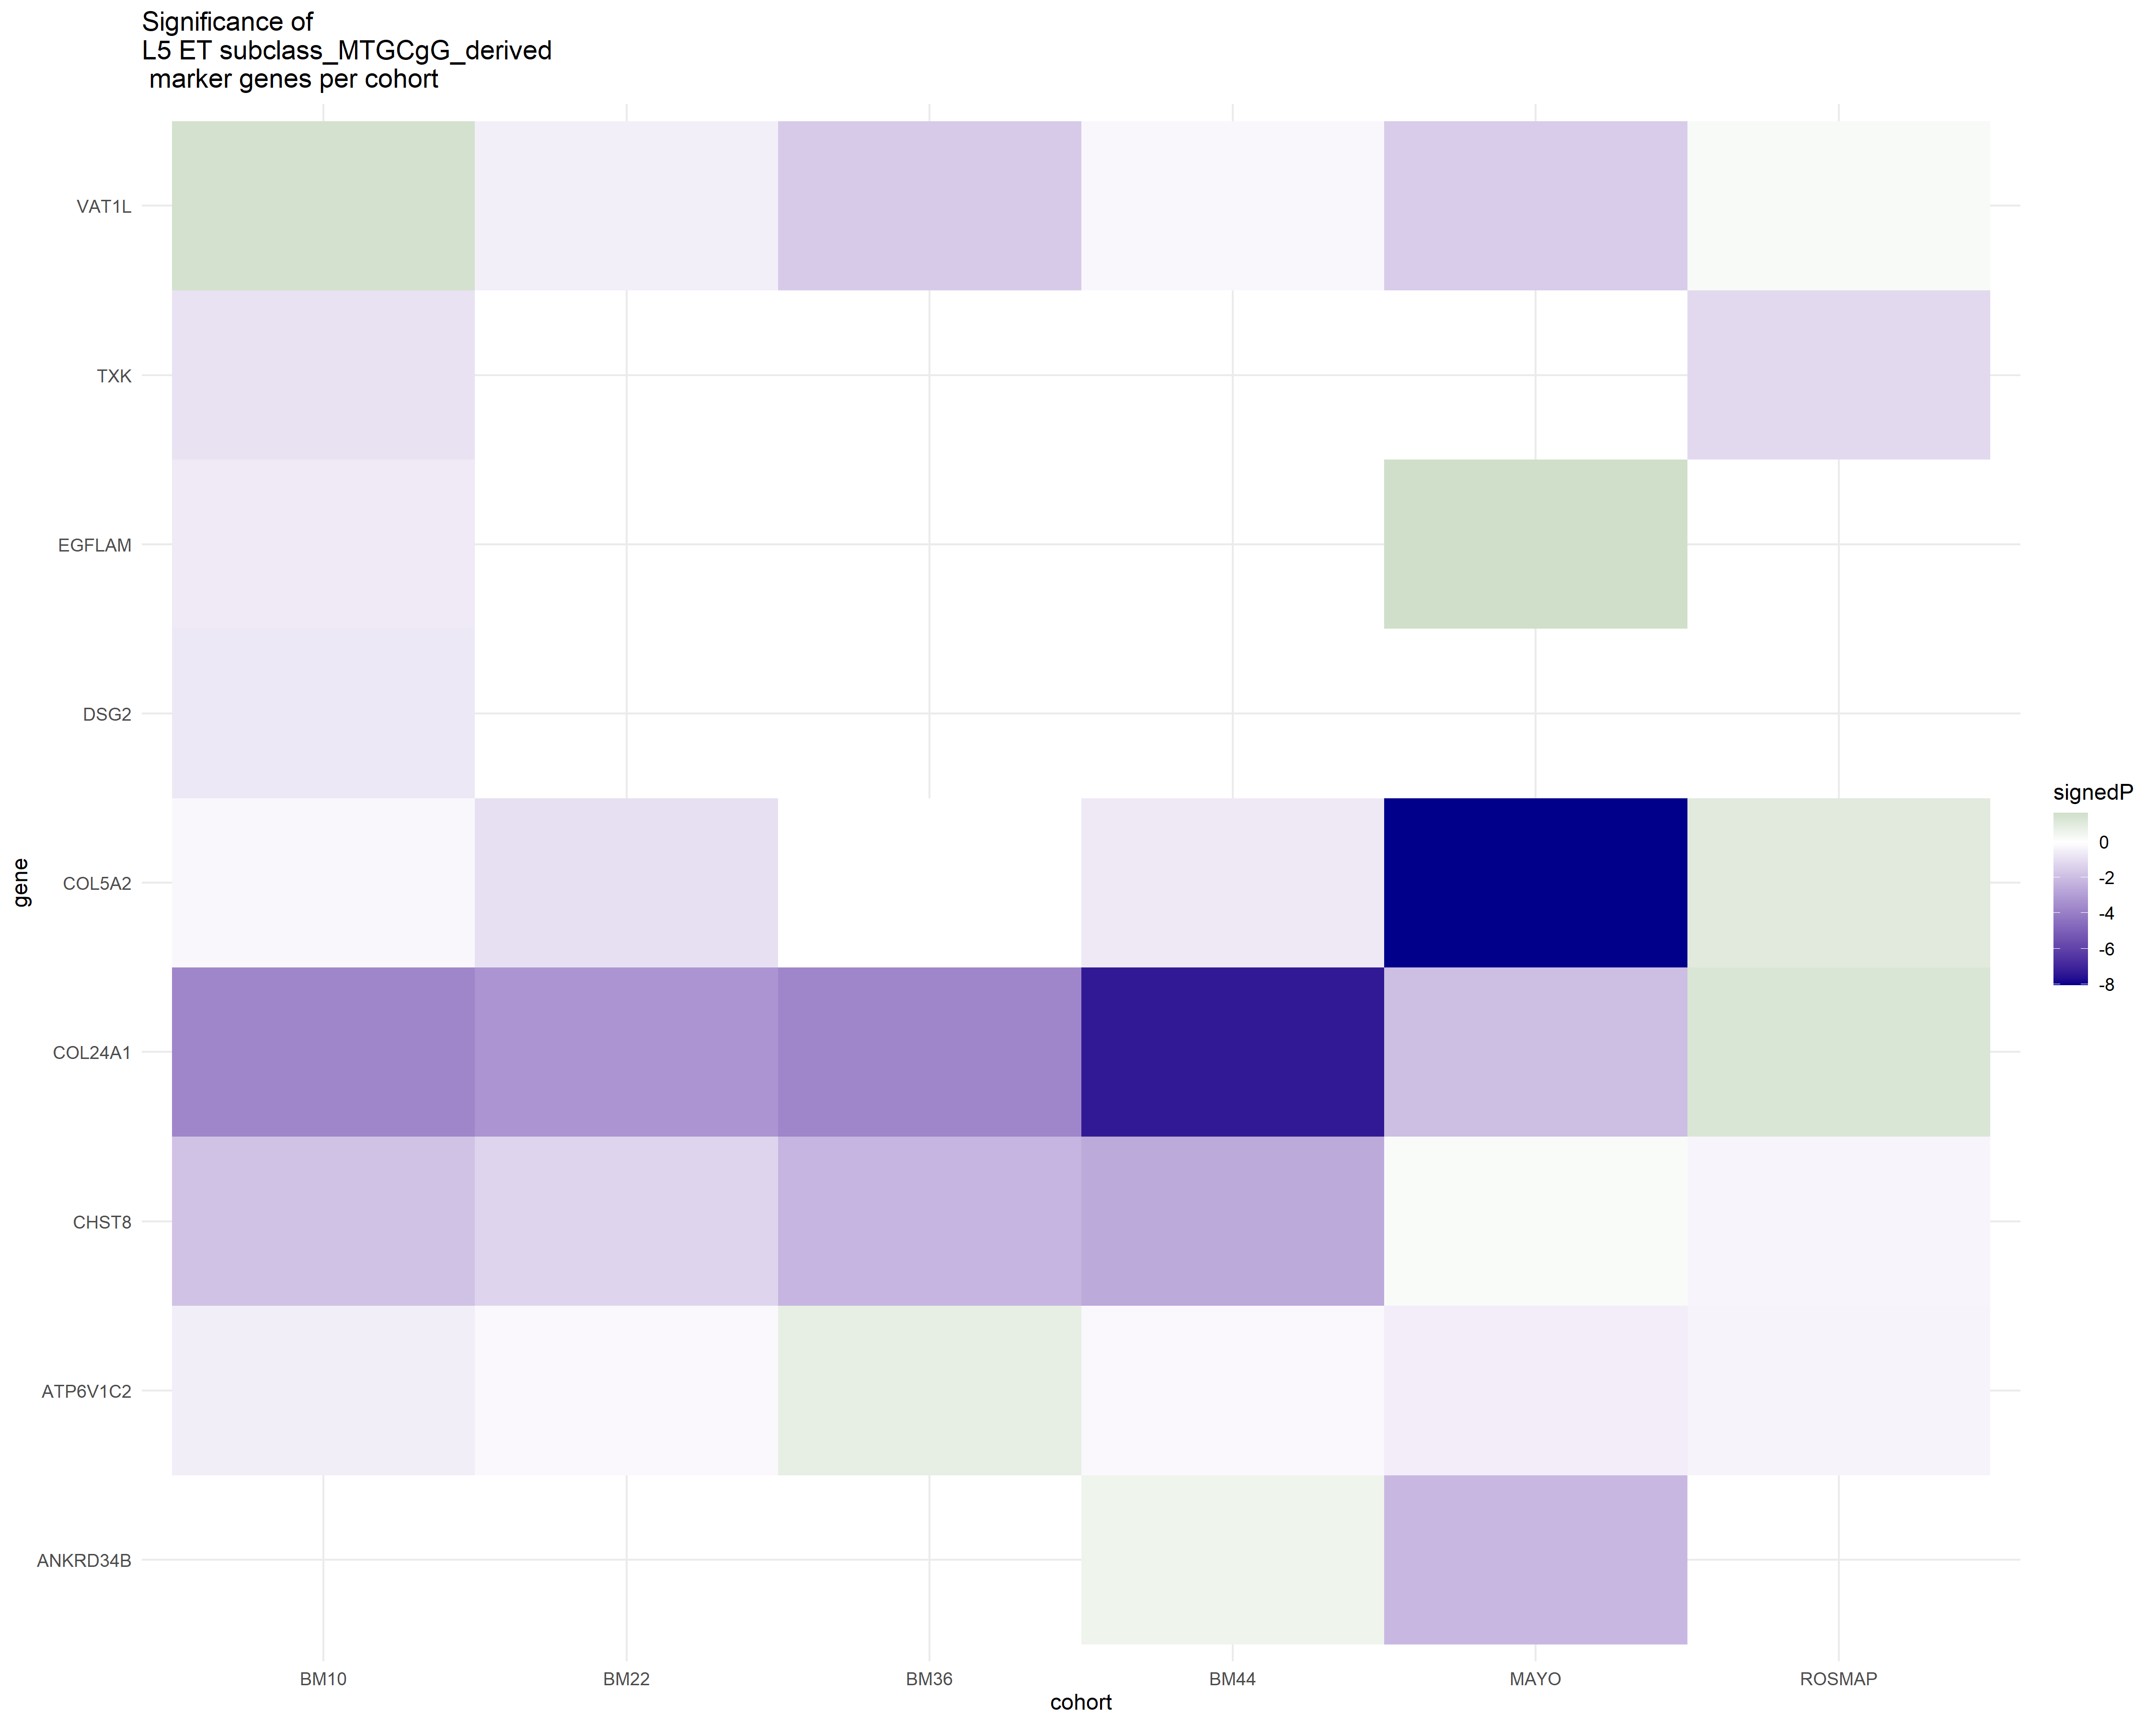 Significance of
L5 ET subclass_MTGCgG_derived
marker genes per cohort
VAT1L
TXK
EGFLAM
DSG2
COL5A2
COL24A1
CHST8
ATP6V1C2
ANKRD34B
gene
BM10 BM22 BM36 BM44 MAYO ROSMAP
cohort
signedP
0
-2
-4
-6
-8